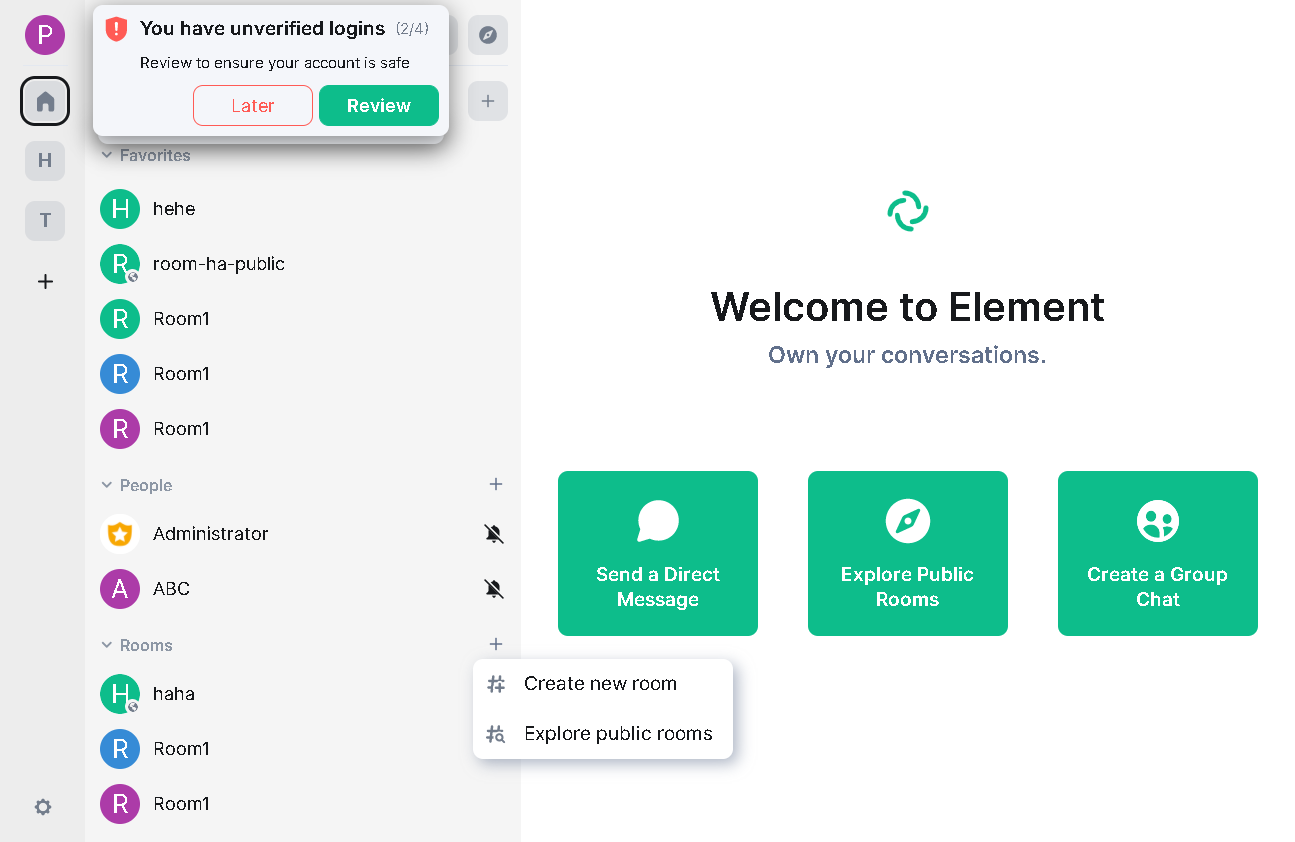 P
You have unverified logins (2/4)
Review to ensure your account is safe
Later
Review
H
T
Favorites
H hehe
R room-ha-public
R Room1
R Room1
R Room1
People
Administrator
A ABC
Rooms
H haha
R Room1
R Room1
Create new room
Explore public rooms
Welcome to Element
Own your conversations.
Send a Direct
Message
Explore Public
Rooms
Create a Group
Chat